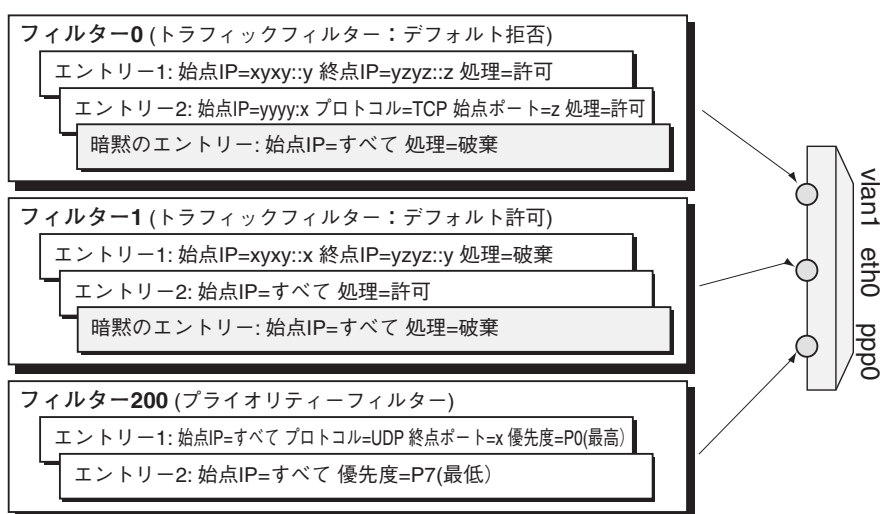 フィルター0 (トラフィックフィルター：デフォルト拒否)
エントリー1: 始点IP=xyxy::y 終点IP=yzyz::z 処理=許可
エントリー2: 始点IP=yyyy:x プロトコル=TCP 始点ポート=z 処理=許可
暗黙のエントリー: 始点IP=すべて 処理=破棄
フィルター1 (トラフィックフィルター：デフォルト許可)
エントリー1: 始点IP=xyxy::x 終点IP=yzyz::y 処理=破棄
エントリー2: 始点IP=すべて 処理=許可
暗黙のエントリー: 始点IP=すべて 処理=破棄
フィルター200 (プライオリティーフィルター)
エントリー1: 始点IP=すべて プロトコル=UDP 終点ポート=x 優先度=P0(最高)
エントリー2: 始点IP=すべて 優先度=P7(最低)
vlan1 eth0 ppp0